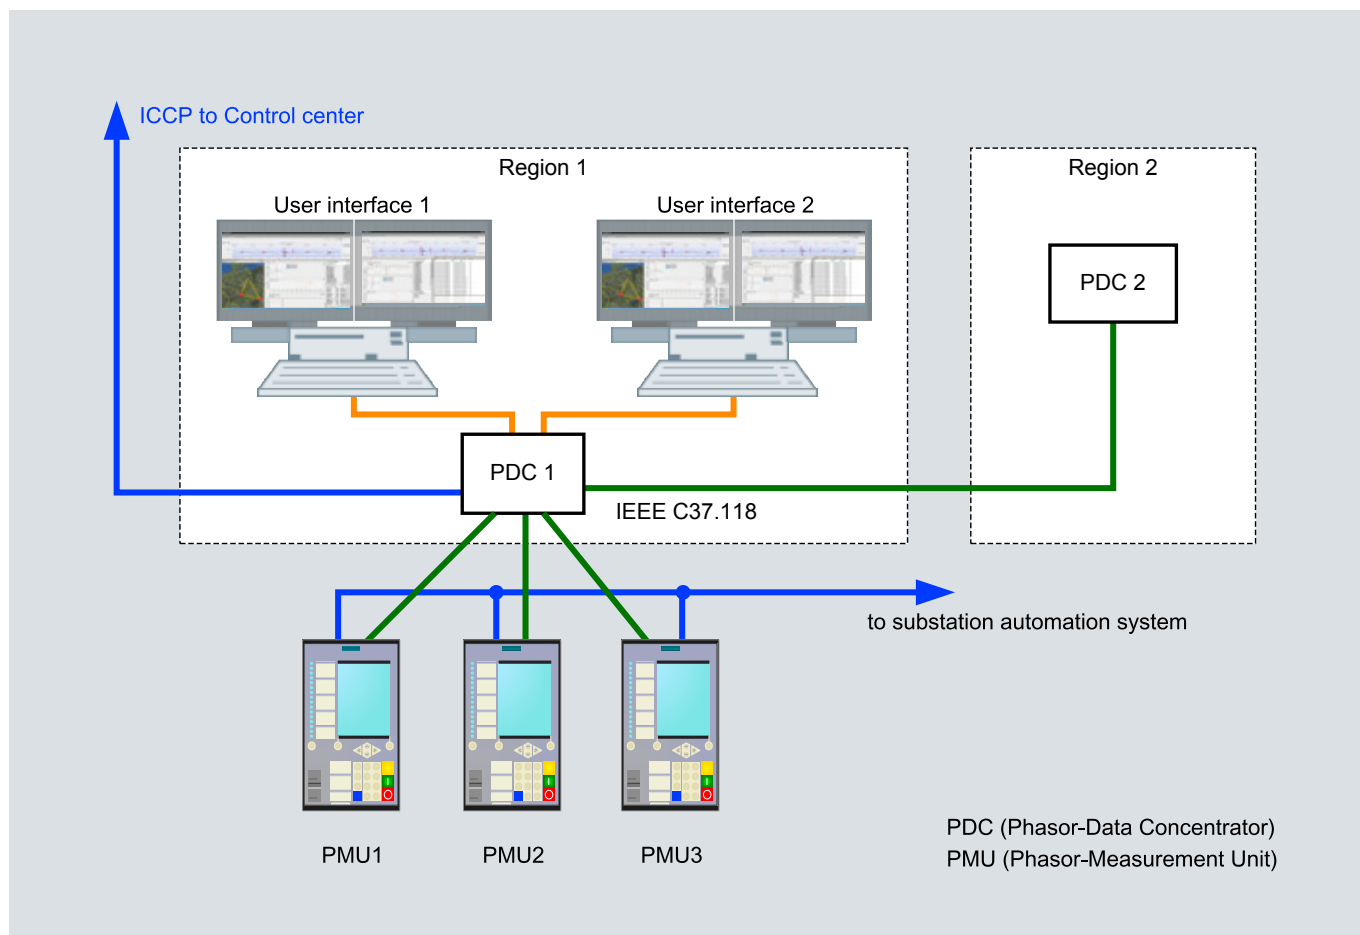 ICCP to Control center
Region 1
Region 2
User interface 1
User interface 2
PDC 2
PDC 1
IEEE C37.118
to substation automation system
PMU1
PMU2
PMU3
PDC (Phasor-Data Concentrator)
PMU (Phasor-Measurement Unit)